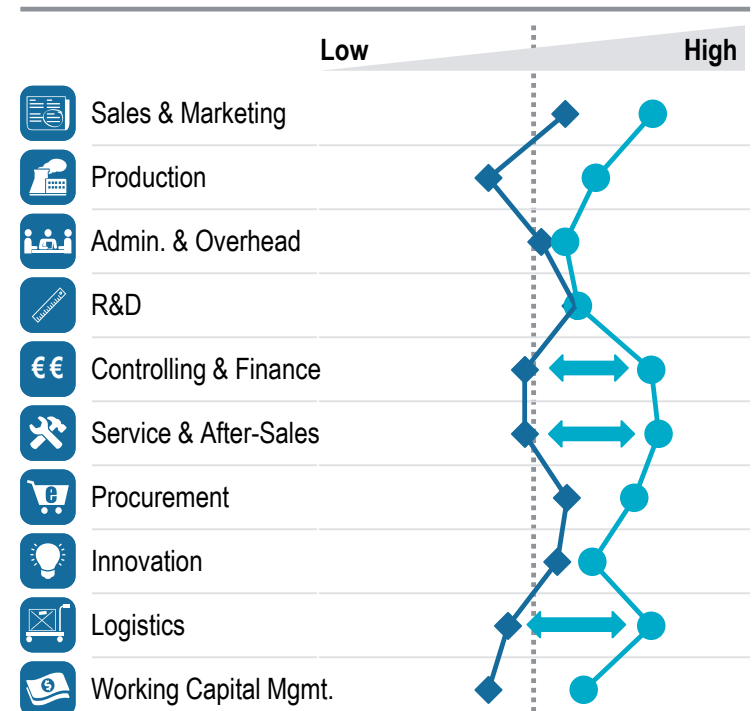 Low High
Sales & Marketing
Production
Admin. & Overhead
R&D
€€ Controlling & Finance
Service & After-Sales
e Procurement
Innovation
Logistics
$ Working Capital Mgmt.